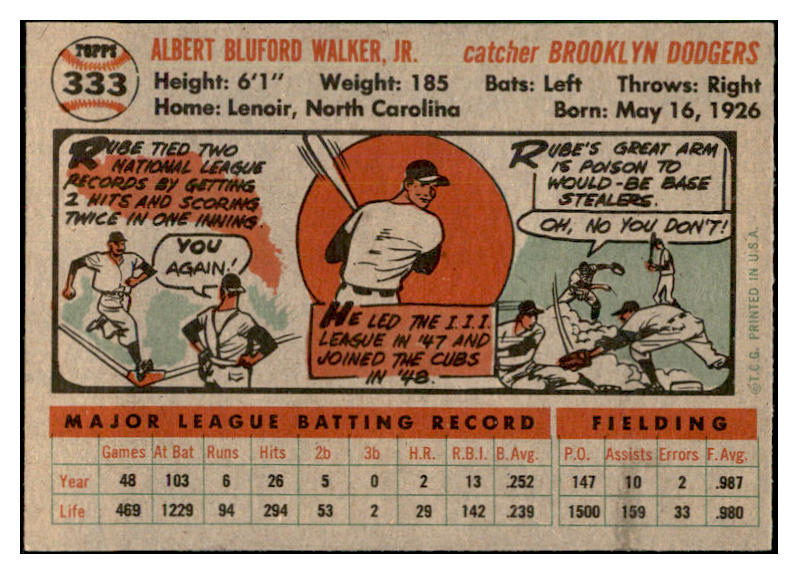 TOPPS
333
ALBERT BLUFORD WALKER, JR. catcher BROOKLYN DODGERS
Height: 6'1" Weight: 185 Bats: Left Throws: Right
Home: Lenoir, North Carolina Born: May 16, 1926
RUBE TIED TWO
NATIONAL LEAGUE
RECORDS BY GETTING
2 HITS AND SCORING
TWICE IN ONE INNING.
YOU
AGAIN!
HE LED THE I.I.I.
LEAGUE IN '47 AND
JOINED THE CUBS
IN '48.
RUBE'S GREAT ARM
IS POISON TO
WOULD-BE BASE
STEALERS.
OH, NO YOU DON'T!
©T.C.G. PRINTED IN U.S.A.
MAJOR LEAGUE BATTING RECORD FIELDING
Games At Bat Runs Hits 2b 3b H.R. R.B.I. B.Avg. P.O. Assists Errors F.Avg.
Year 48 103 6 26 5 0 2 13 .252 147 10 2 .987
Life 469 1229 94 294 53 2 29 142 .239 1500 159 33 .980